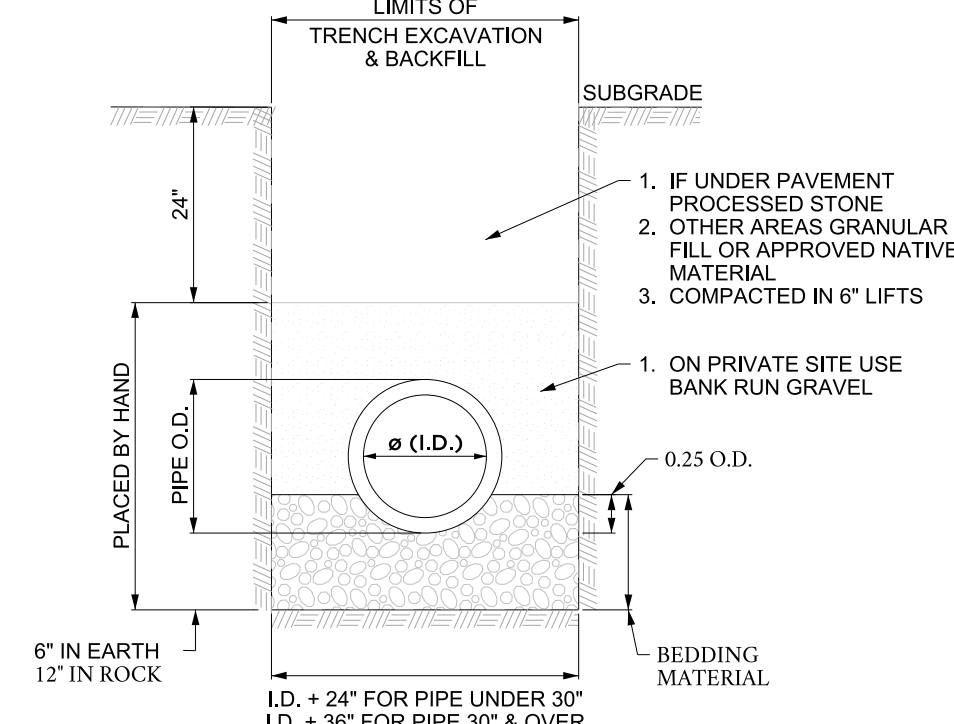 LIMITS OF
TRENCH EXCAVATION
& BACKFILL
SUBGRADE
24"
1. IF UNDER PAVEMENT
PROCESSED STONE
2. OTHER AREAS GRANULAR
FILL OR APPROVED NATIVE
MATERIAL
3. COMPACTED IN 6" LIFTS
PLACED BY HAND
PIPE O.D.
ø (I.D.)
1. ON PRIVATE SITE USE
BANK RUN GRAVEL
0.25 O.D.
6" IN EARTH
12" IN ROCK
BEDDING
MATERIAL
I.D. + 24" FOR PIPE UNDER 30"
I.D. + 36" FOR PIPE 30" & OVER